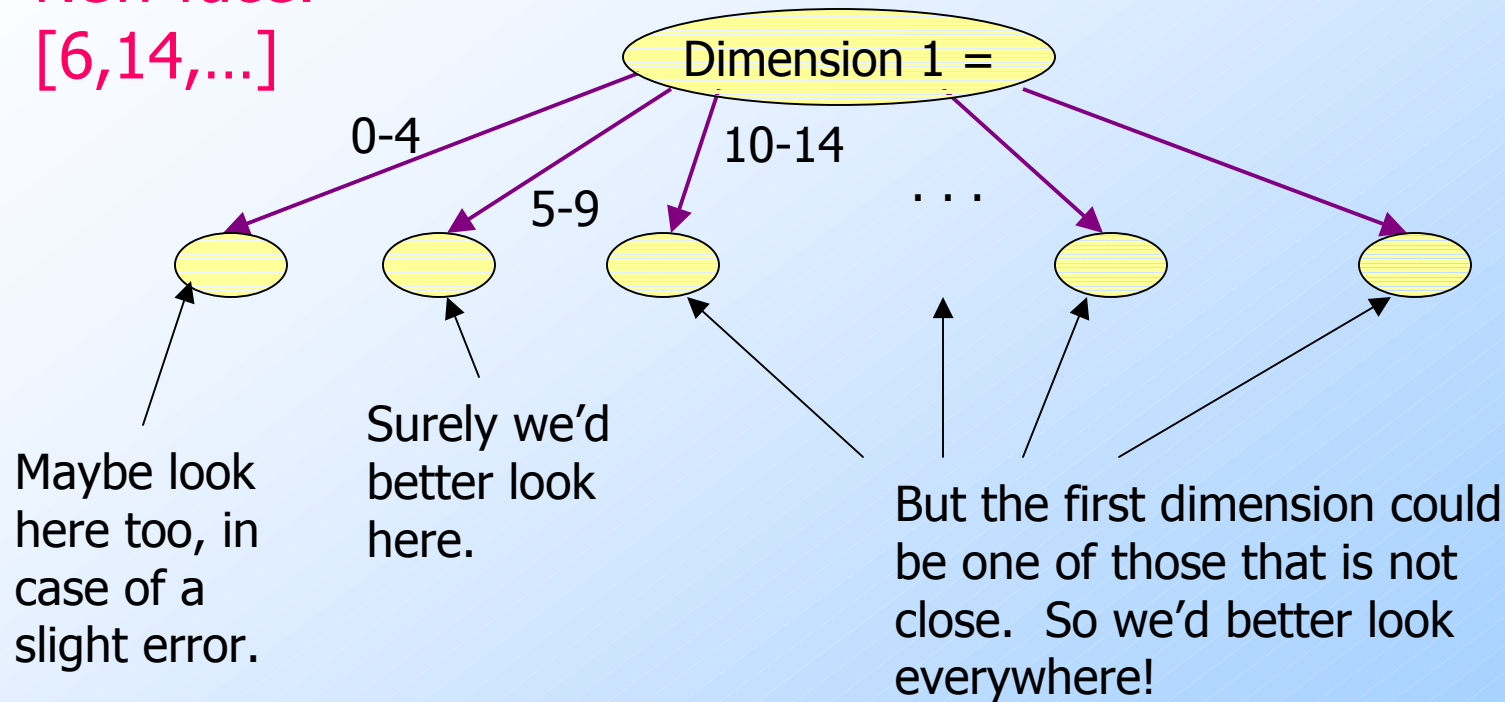 [6,14,…]
Dimension 1 =
0-4
10-14
5-9
. . .
Maybe look
here too, in
case of a
slight error.
Surely we’d
better look
here.
But the first dimension could
be one of those that is not
close.  So we’d better look
everywhere!